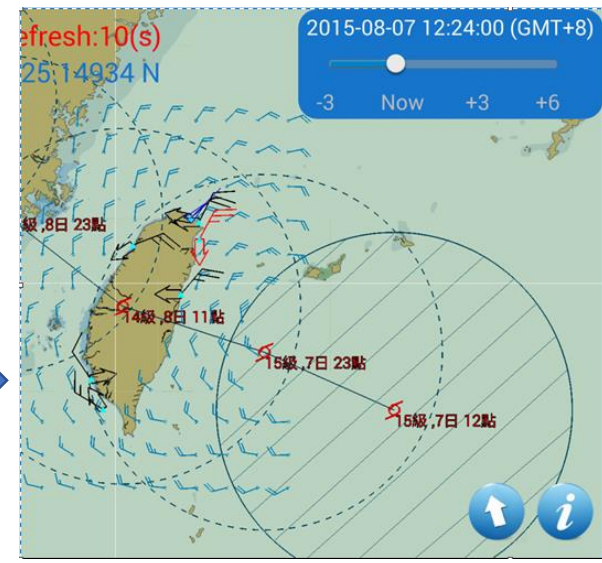 efresh:10(s)
25.14934 N
2015-08-07 12:24:00 (GMT+8)
-3 Now +3 +6
級 ,8日 23點
14級 ,8日 11點
15級 ,7日 23點
15級 ,7日 12點
i